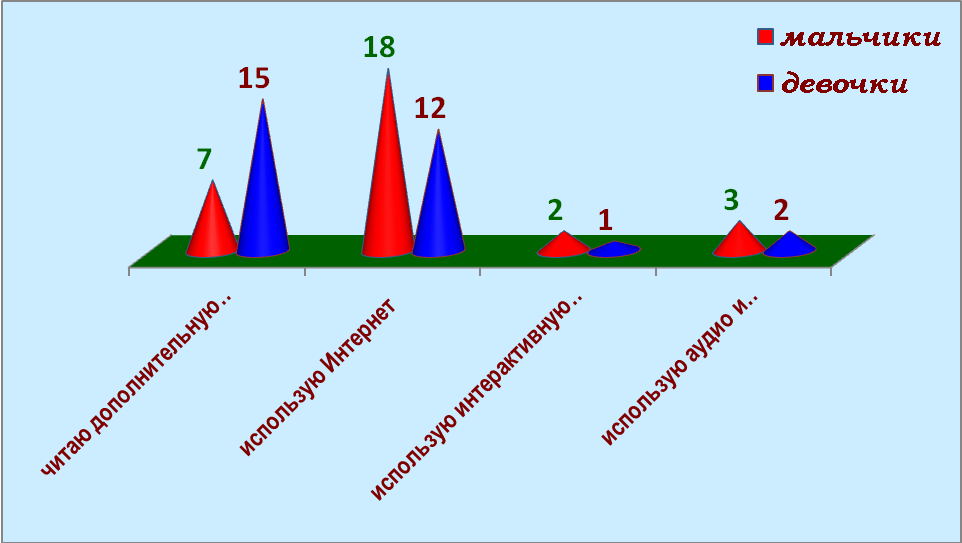 мальчики
девочки
7
15
18
12
2
1
3
2
читаю дополнительную..
использую Интернет
использую интерактивную..
использую аудио и..